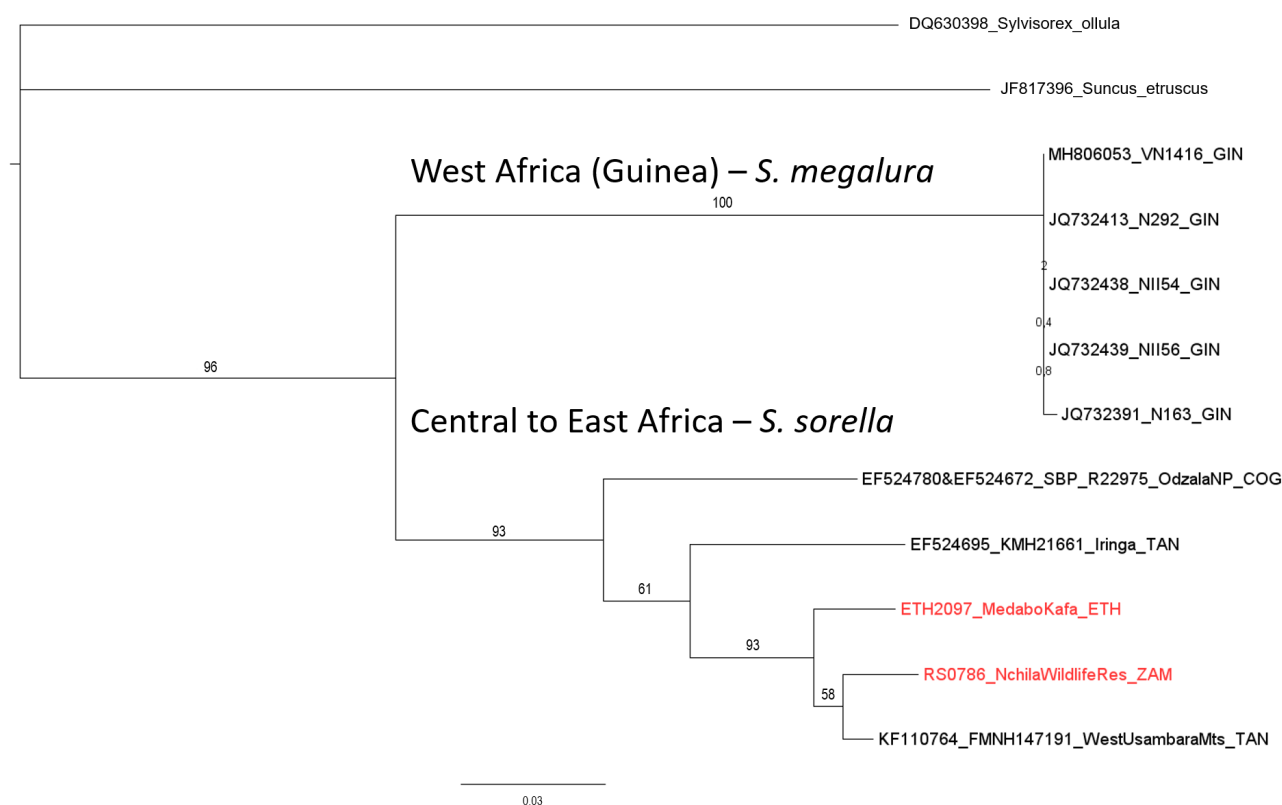 DQ630398_Sylvisorex_ollula
JF817396_Suncus_etruscus
MH806053_VN1416_GIN
West Africa (Guinea) – S. megalura
100
JQ732413_N292_GIN
2
JQ732438_NII54_GIN
0,4
JQ732439_NII56_GIN
96
0,8
Central to East Africa – S. sorella
JQ732391_N163_GIN
EF524780&EF524672_SBP_R22975_OdzalaNP_COG
93
EF524695_KMH21661_Iringa_TAN
61
ETH2097_MedaboKafa_ETH
93
RS0786_NchilaWildlifeRes_ZAM
58
KF110764_FMNH147191_WestUsambaraMts_TAN
0.03